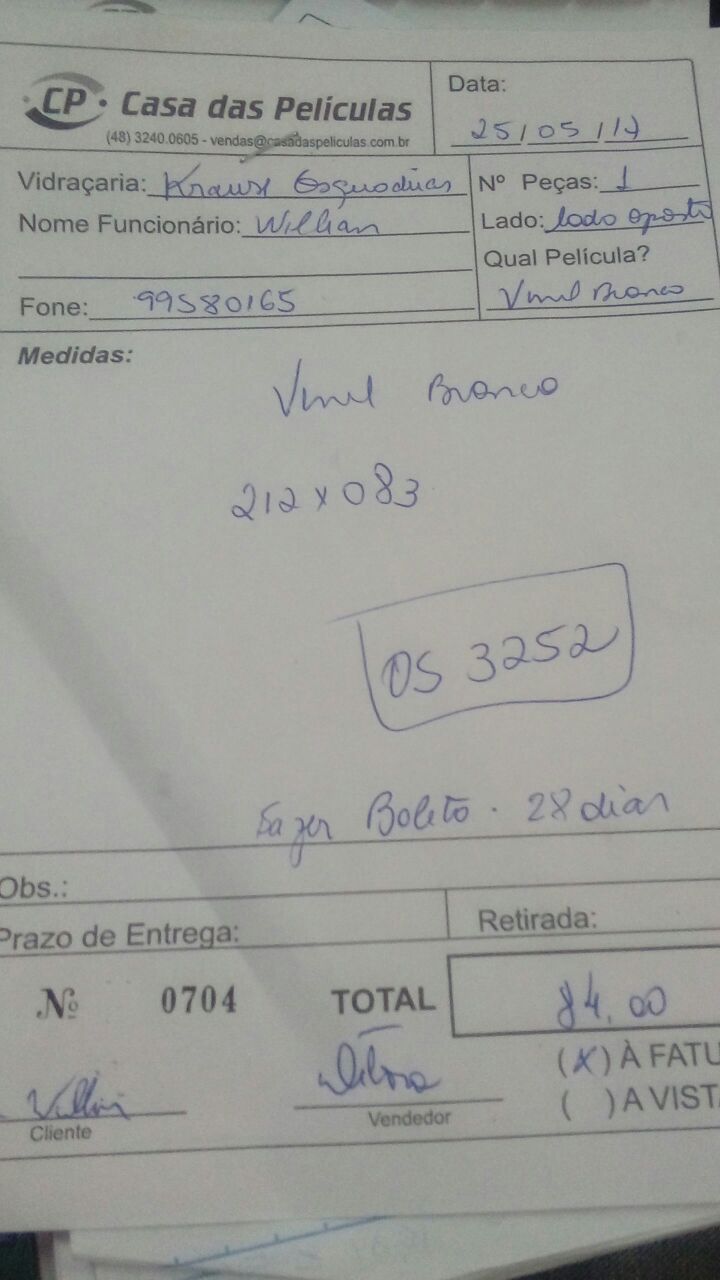 CP · Casa das Películas
(48) 3240.0605 - vendas@casadaspeliculas.com.br
Data: 25/05/17
Vidraçaria: Krause Esquadrias
Nº Peças: 1
Nome Funcionário: Willian
Lado: lado oposto
Qual Película?
Vinil Branco
Fone: 99580165
Medidas:
Vinil Branco
212 x 083
OS 3252
Fazer Boleto · 28 dias
Obs.:
Prazo de Entrega:
Retirada:
Nº 0704 TOTAL 84,00
(X) À FATU
( ) A VIST
Cliente
Vendedor